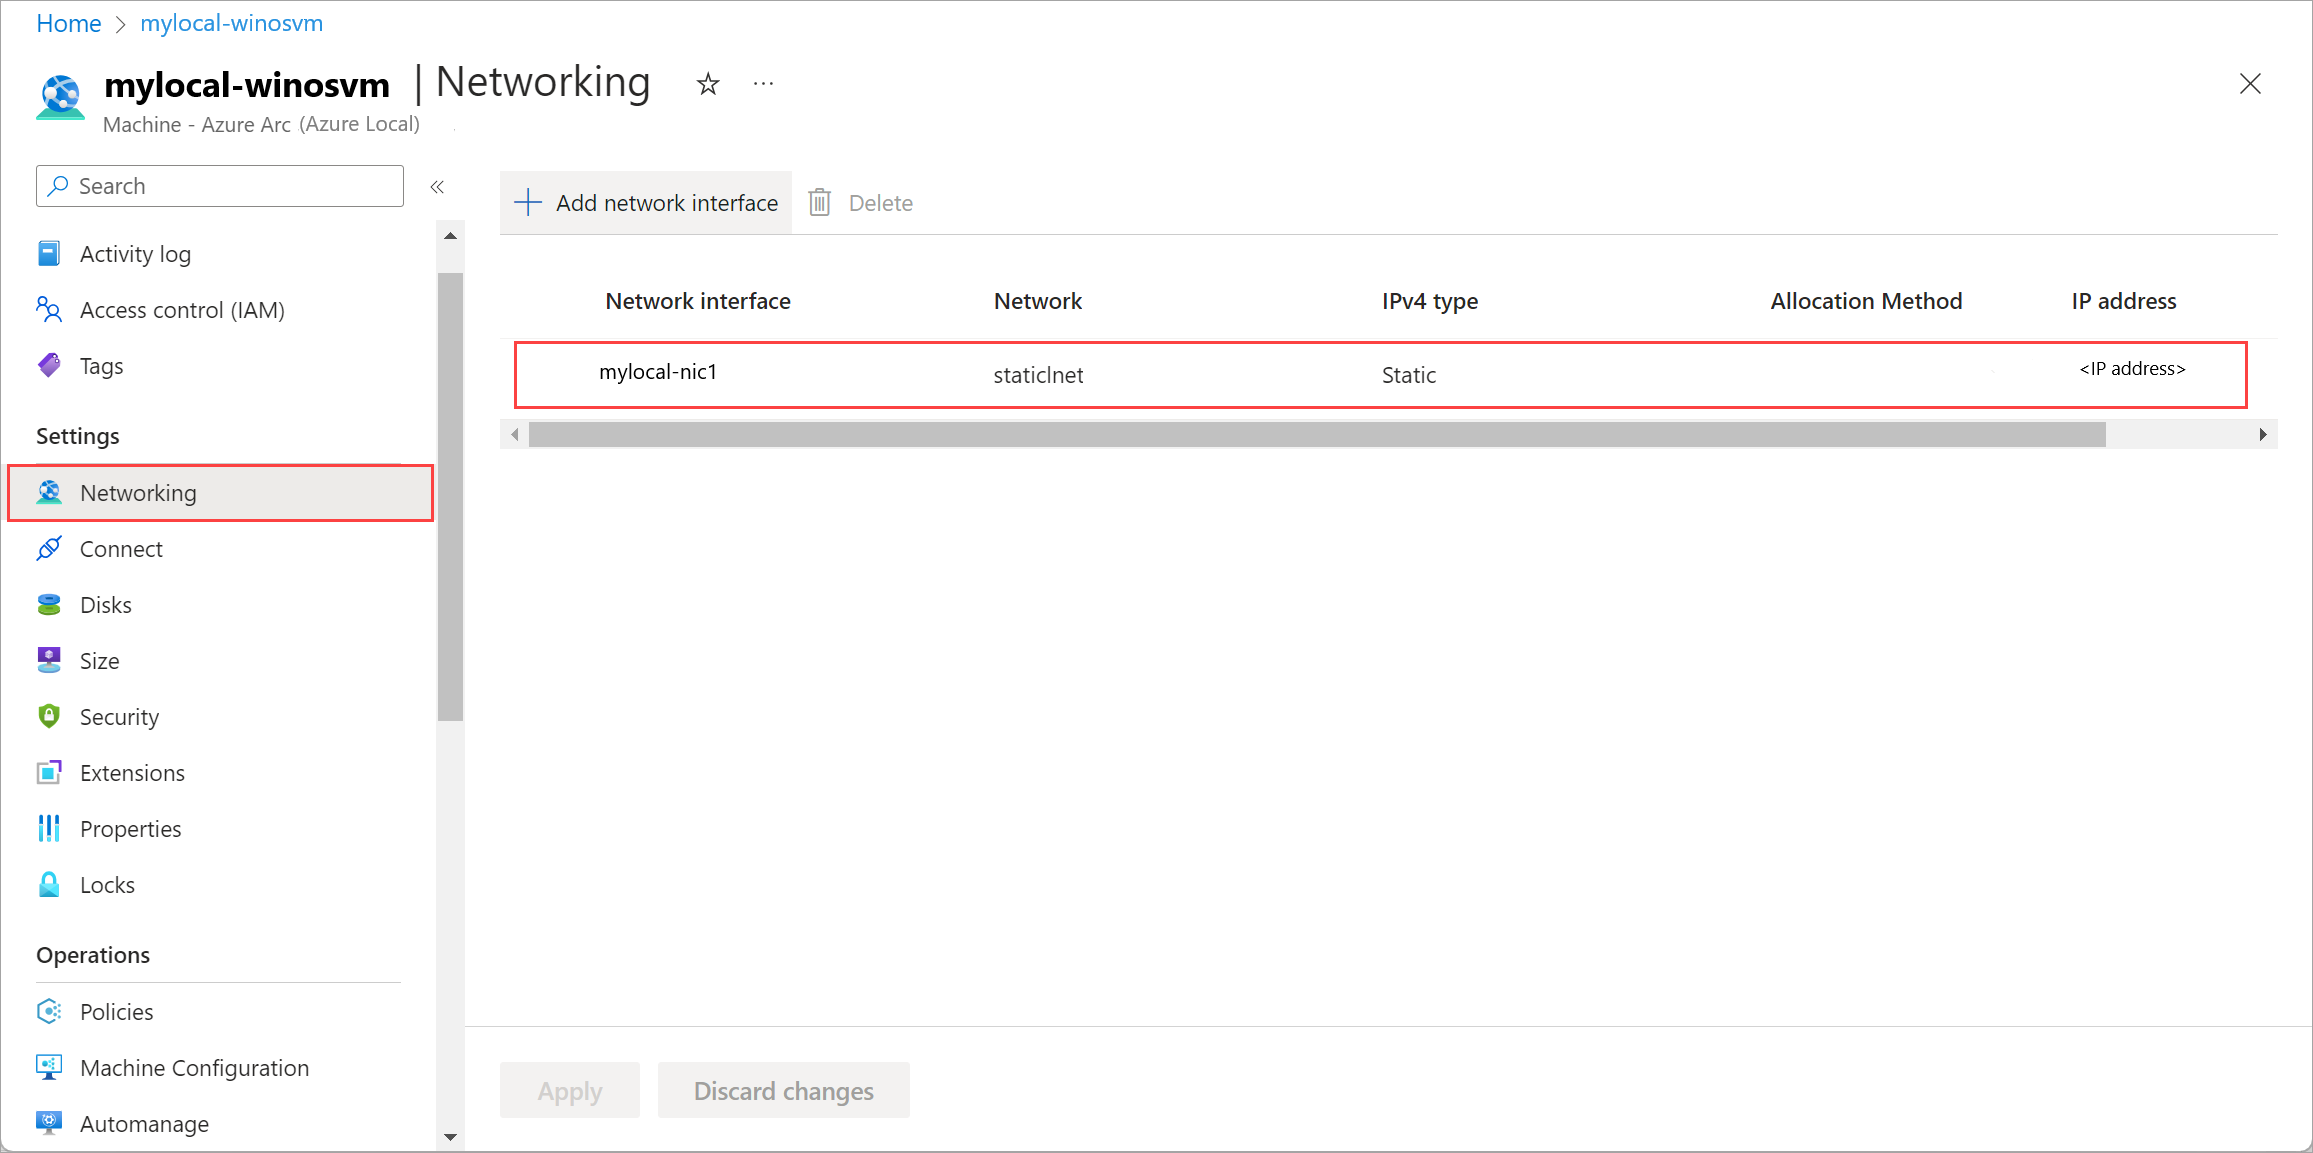 Home > mylocal-winosvm
mylocal-winosvm | Networking
Machine - Azure Arc (Azure Local)
Search
Activity log
Access control (IAM)
Tags
Settings
Networking
Connect
Disks
Size
Security
Extensions
Properties
Locks
Operations
Policies
Machine Configuration
Automanage
Add network interface Delete
Network interface Network IPv4 type Allocation Method IP address
mylocal-nic1 staticlnet Static <IP address>
Apply Discard changes